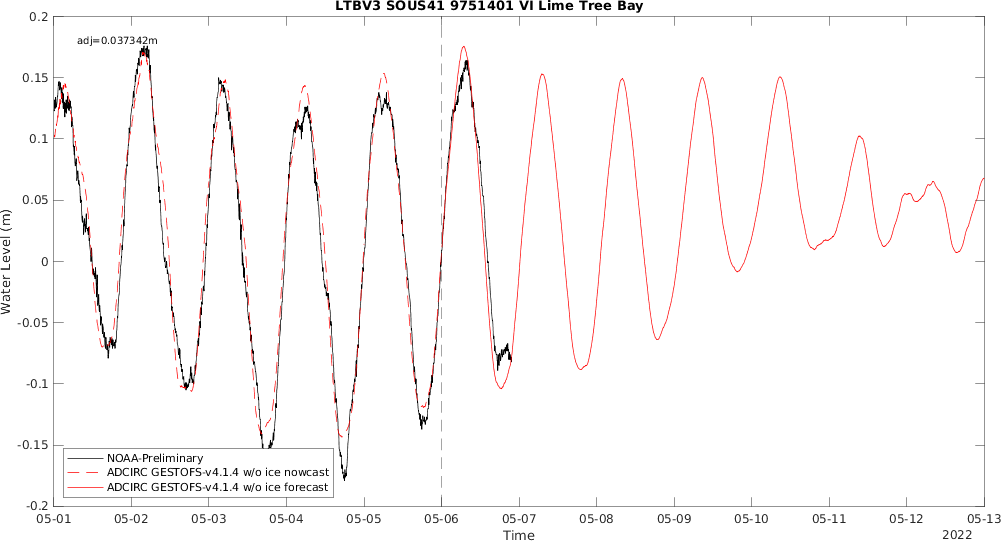 LTBV3 SOUS41 9751401 VI Lime Tree Bay
adj=0.037342m
0.2
0.15
0.1
0.05
0
-0.05
-0.1
-0.15
-0.2
Water Level (m)
NOAA-Preliminary
ADCIRC GESTOFS-v4.1.4 w/o ice nowcast
ADCIRC GESTOFS-v4.1.4 w/o ice forecast
05-01 05-02 05-03 05-04 05-05 05-06 05-07 05-08 05-09 05-10 05-11 05-12 05-13
Time
2022